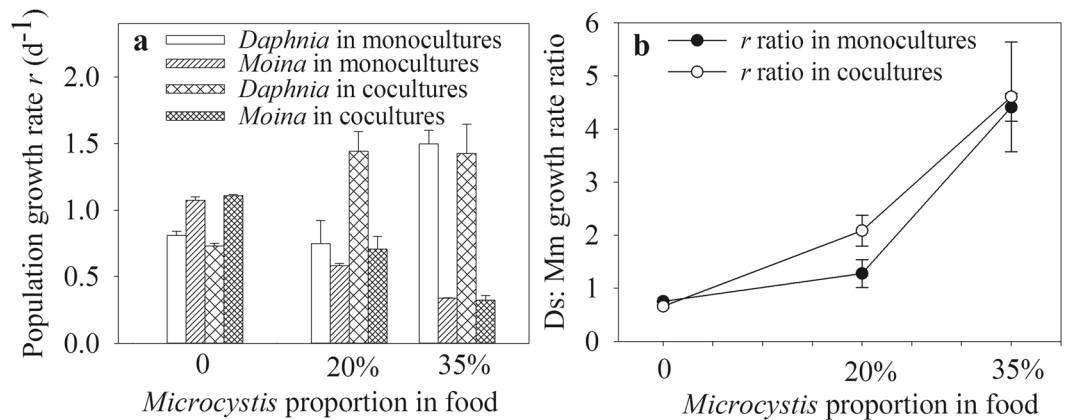 a
Daphnia in monocultures
Moina in monocultures
Daphnia in cocultures
Moina in cocultures
Population growth rate r (d⁻¹)
2.0
1.5
1.0
0.5
0.0
0 20% 35%
Microcystis proportion in food
b
r ratio in monocultures
r ratio in cocultures
Ds: Mm growth rate ratio
6
5
4
3
2
1
0
0 20% 35%
Microcystis proportion in food